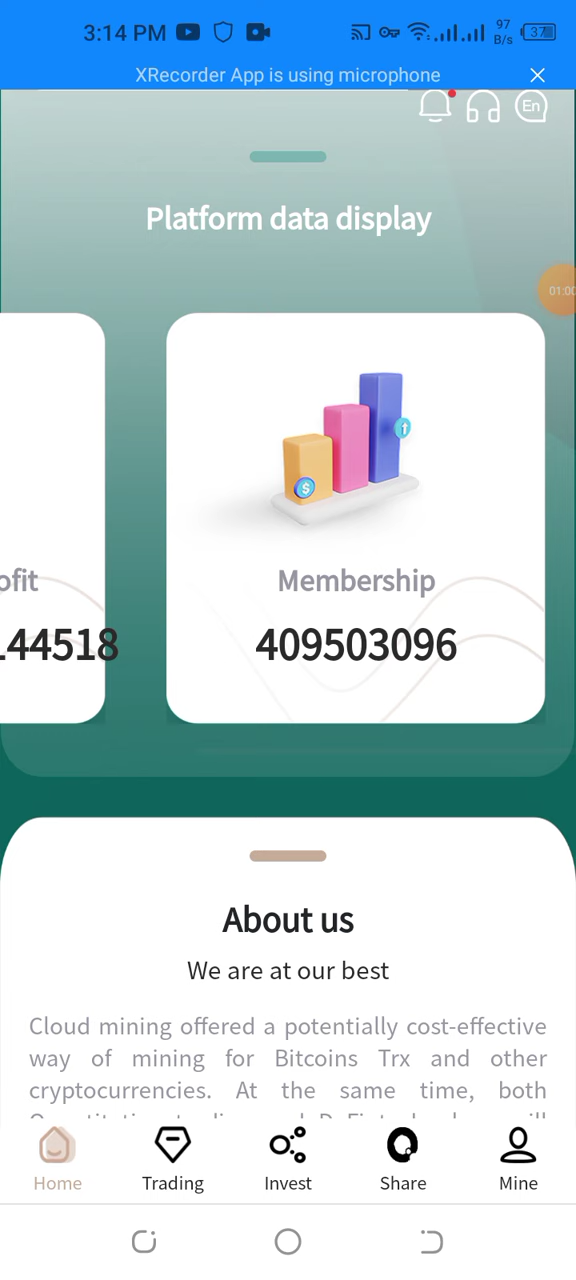 3:14 PM
97
B/s
37
XRecorder App is using microphone
En
Platform data display
01:00
ofit
Membership
144518
409503096
About us
We are at our best
Cloud mining offered a potentially cost-effective
way of mining for Bitcoins Trx and other
cryptocurrencies. At the same time, both
Home
Trading
Invest
Share
Mine